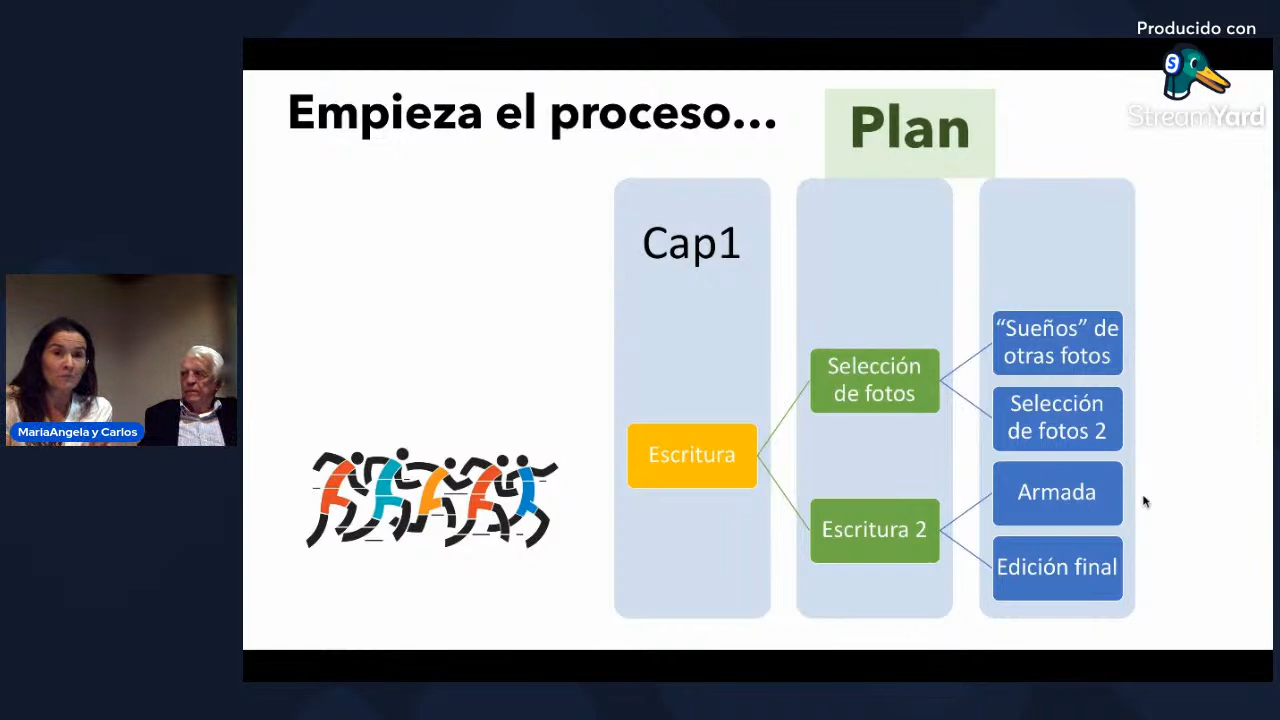 Producido con
StreamYard
Empieza el proceso...
Plan
Cap1
Escritura
Selección
de fotos
Escritura 2
“Sueños” de
otras fotos
Selección
de fotos 2
Armada
Edición final
MariaAngela y Carlos